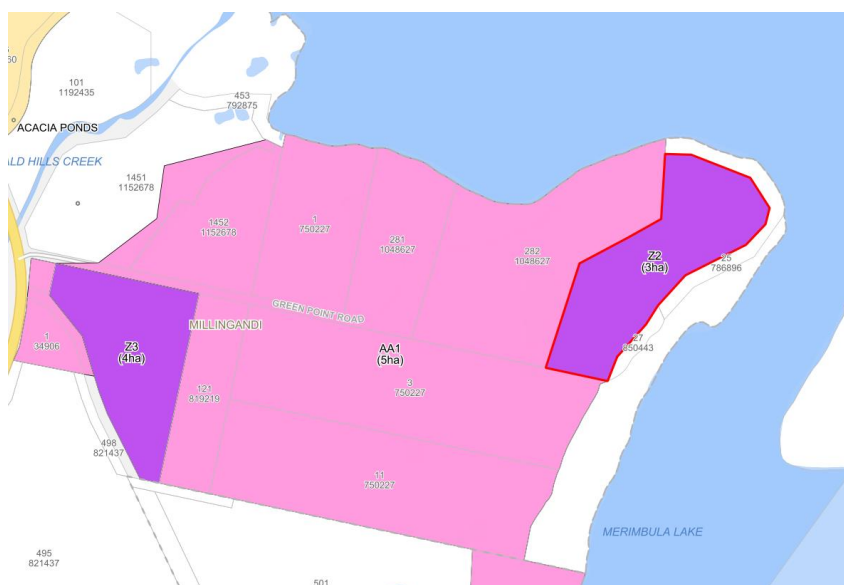 60
101
1192435
453
792875
ACACIA PONDS
ALD HILLS CREEK
1451
1152678
1452
1152678
1
750227
281
1048627
282
1048627
Z2
(3ha)
25
786896
GREEN POINT ROAD
MILLINGANDI
27
850443
Z3
(4ha)
1
34906
AA1
(5ha)
3
750227
121
819219
498
821437
11
750227
MERIMBULA LAKE
495
821437
501